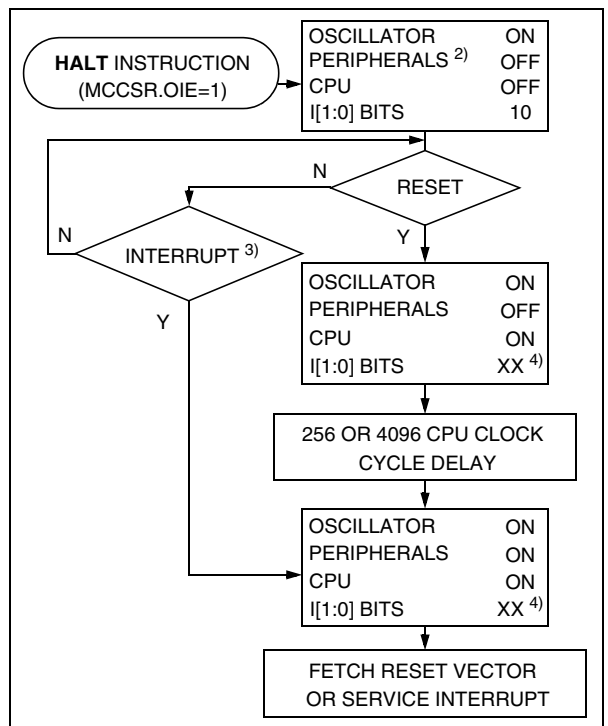 HALT INSTRUCTION
(MCCSR.OIE=1)
OSCILLATOR ON
PERIPHERALS 2) OFF
CPU OFF
I[1:0] BITS 10
N
RESET
N
INTERRUPT 3)
Y
Y
OSCILLATOR ON
PERIPHERALS OFF
CPU ON
I[1:0] BITS XX 4)
256 OR 4096 CPU CLOCK
CYCLE DELAY
OSCILLATOR ON
PERIPHERALS ON
CPU ON
I[1:0] BITS XX 4)
FETCH RESET VECTOR
OR SERVICE INTERRUPT